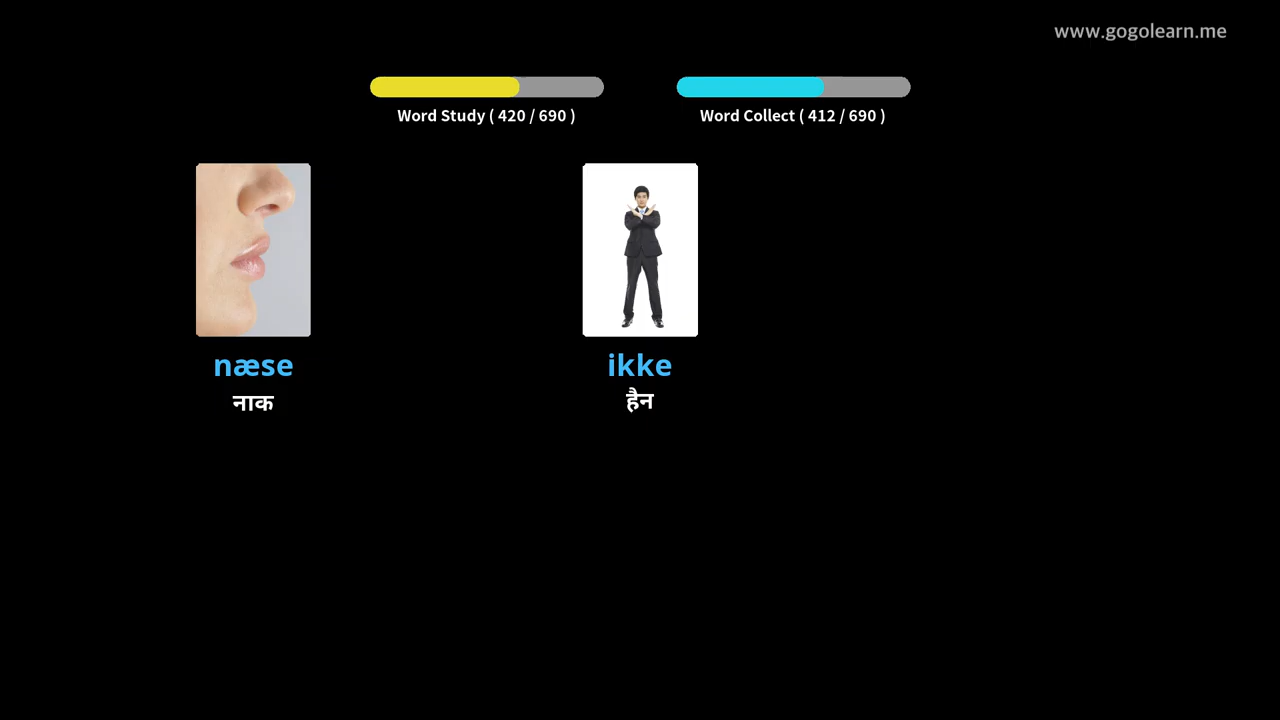 www.gogolearn.me
Word Study ( 420 / 690 )
Word Collect ( 412 / 690 )
næse
नाक
ikke
हैन